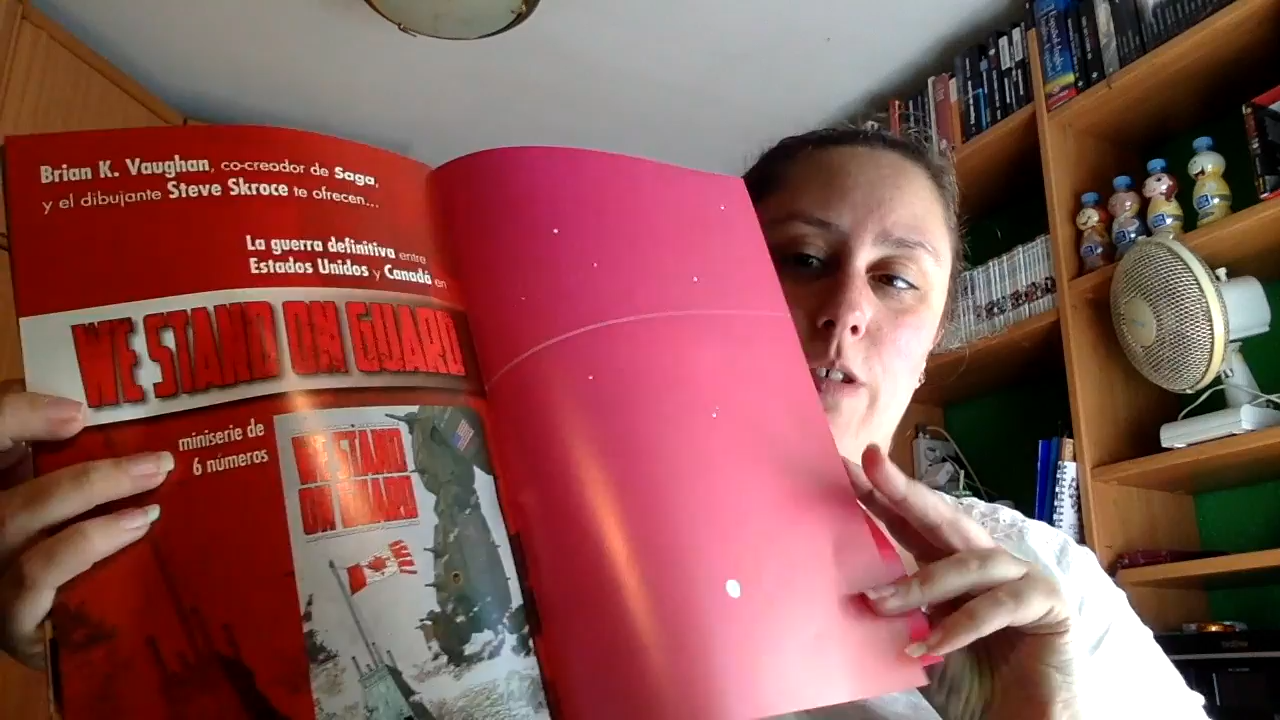 Brian K. Vaughan, co-creador de Saga,
y el dibujante Steve Skroce te ofrecen...
La guerra definitiva entre
Estados Unidos y Canadá en
WE STAND ON GUARD
miniserie de
6 números
WE STAND
ON GUARD